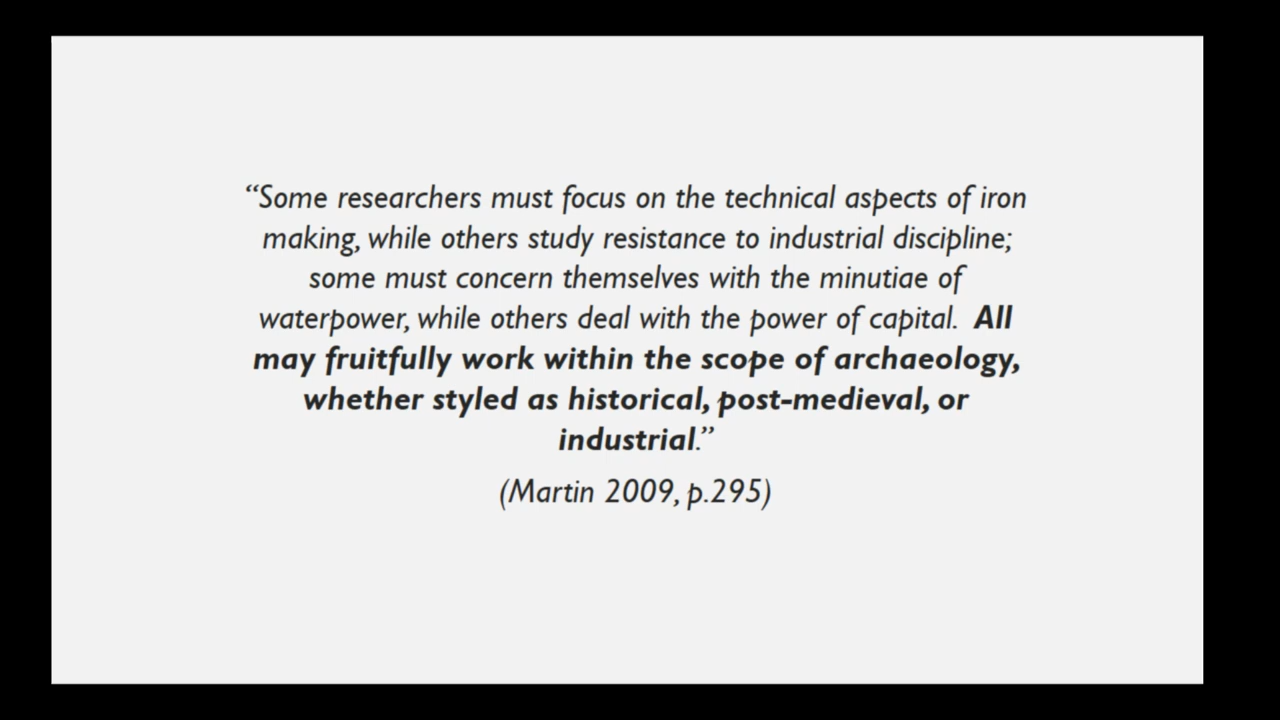 “Some researchers must focus on the technical aspects of iron
making, while others study resistance to industrial discipline;
some must concern themselves with the minutiae of
waterpower, while others deal with the power of capital.  All
may fruitfully work within the scope of archaeology,
whether styled as historical, post-medieval, or
industrial.”
(Martin 2009, p.295)